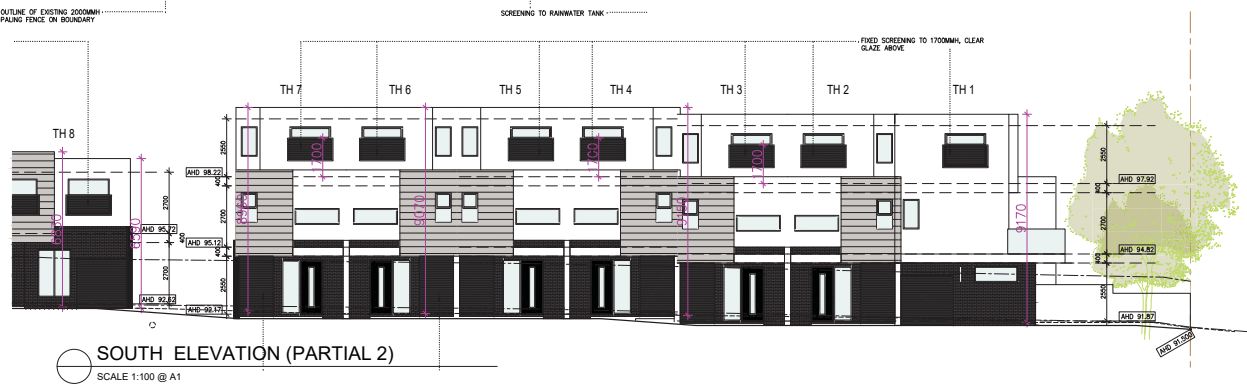 OUTLINE OF EXISTING 2000MMH
PALING FENCE ON BOUNDARY
SCREENING TO RAINWATER TANK
FIXED SCREENING TO 1700MMH, CLEAR
GLAZE ABOVE
TH 8
TH 7
TH 6
TH 5
TH 4
TH 3
TH 2
TH 1
2550
1700
1700
1700
2550
AHD 98.22
400
AHD 97.92
400
2700
2700
2700
9070
9170
AHD 95.72
400
AHD 95.12
400
AHD 94.82
400
2700
2550
2550
AHD 92.62
AHD 92.17
AHD 91.87
AHD 91.500
SOUTH ELEVATION (PARTIAL 2)
SCALE 1:100 @ A1